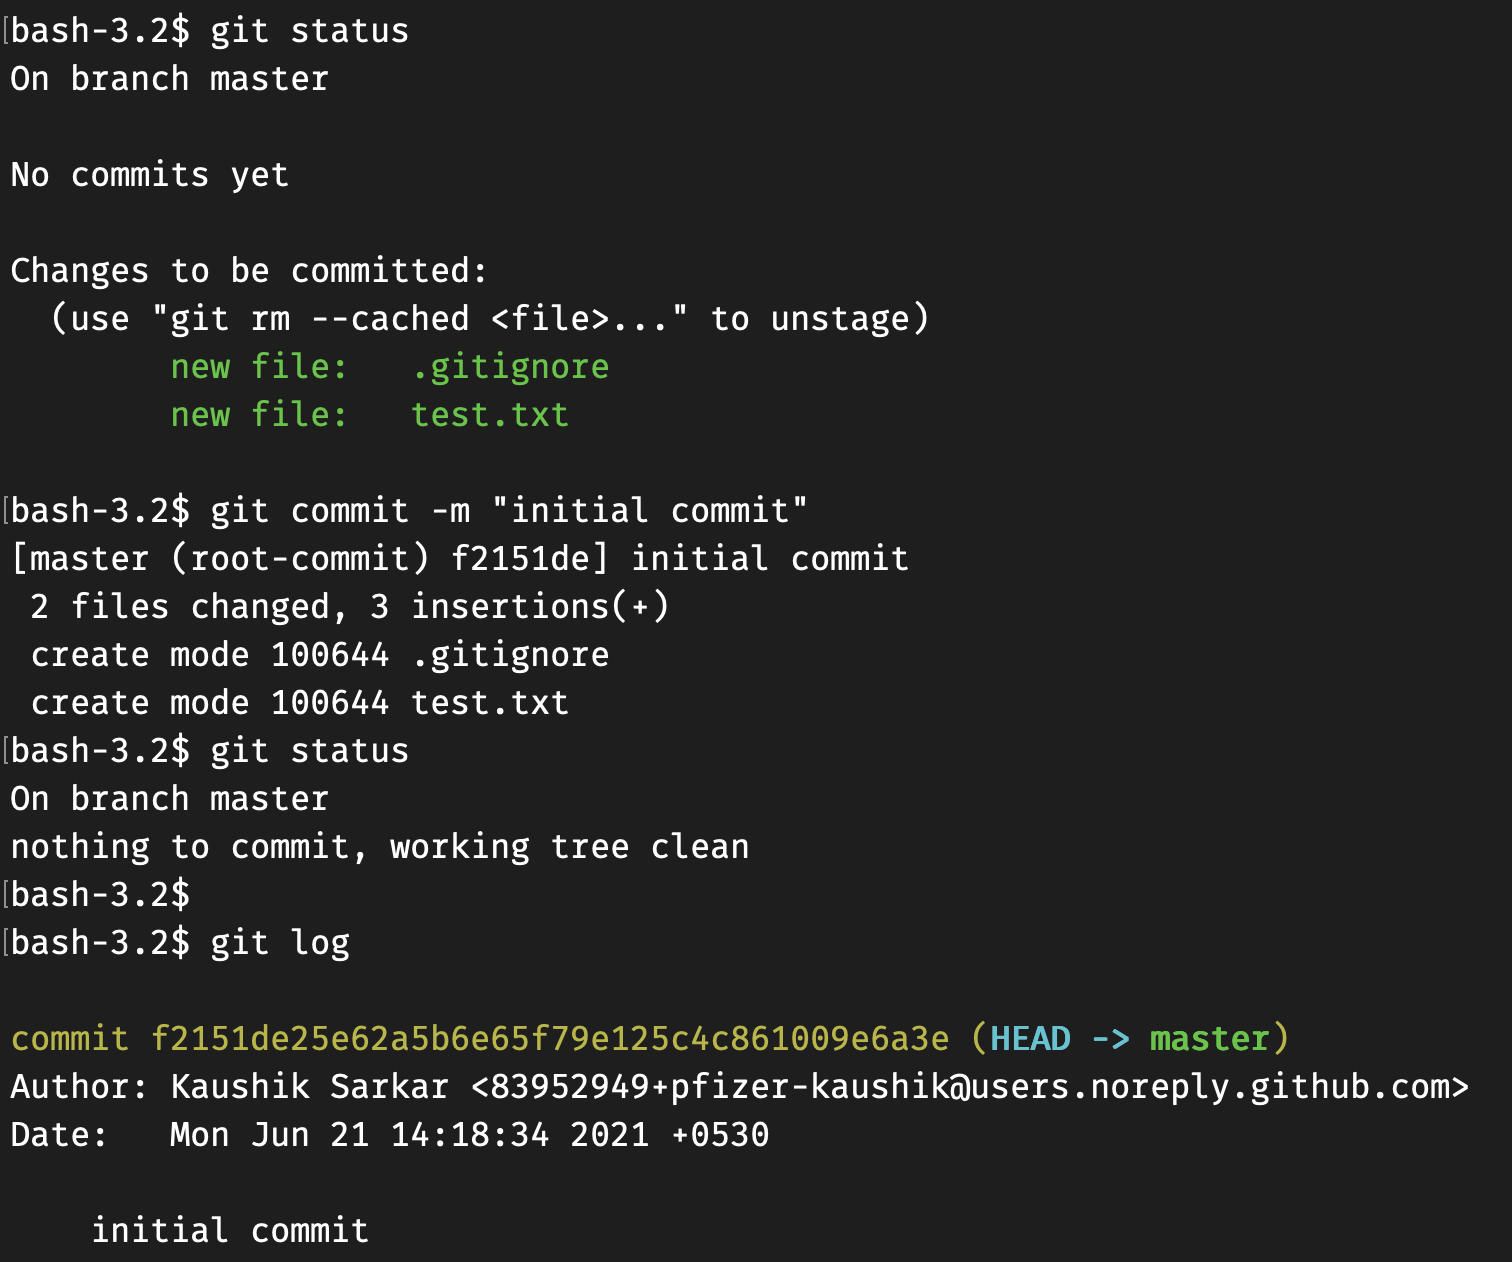 [bash-3.2$ git status
On branch master

No commits yet

Changes to be committed:
  (use "git rm --cached <file>..." to unstage)
        new file:   .gitignore
        new file:   test.txt

[bash-3.2$ git commit -m "initial commit"
[master (root-commit) f2151de] initial commit
 2 files changed, 3 insertions(+)
 create mode 100644 .gitignore
 create mode 100644 test.txt
[bash-3.2$ git status
On branch master
nothing to commit, working tree clean
[bash-3.2$
[bash-3.2$ git log

commit f2151de25e62a5b6e65f79e125c4c861009e6a3e (HEAD -> master)
Author: Kaushik Sarkar <83952949+pfizer-kaushik@users.noreply.github.com>
Date:   Mon Jun 21 14:18:34 2021 +0530

    initial commit